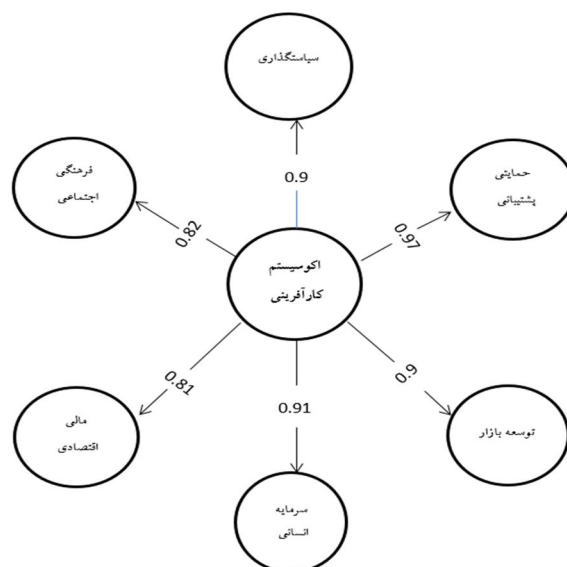 سیاستگذاری
0.9
فرهنگی
اجتماعی
حمایتی
پشتیبانی
0.82
0.97
اکوسیستم
کارآفرینی
0.81
0.91
0.9
مالی
اقتصادی
توسعه بازار
سرمایه
انسانی